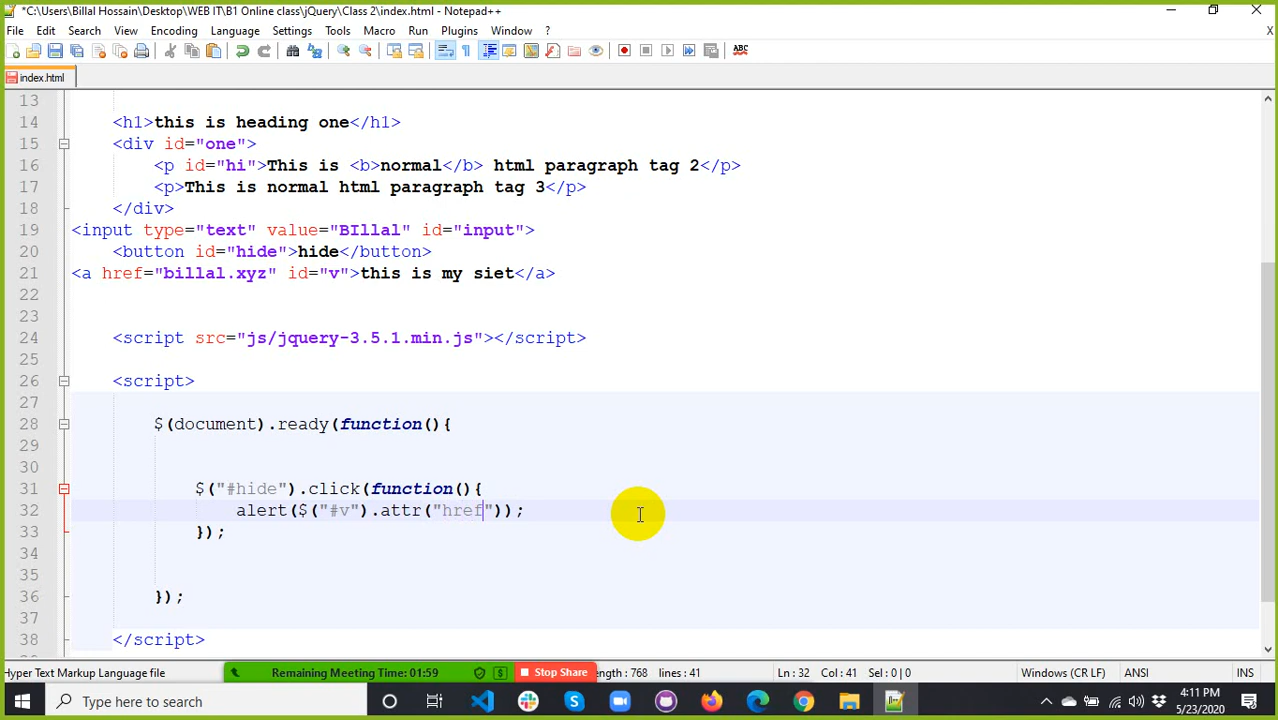 *C:\Users\Billal Hossain\Desktop\WEB IT\B1 Online class\jQuery\Class 2\index.html - Notepad++
File Edit Search View Encoding Language Settings Tools Macro Run Plugins Window ? X
ABC
index.html
13
14 <h1>this is heading one</h1>
15 <div id="one">
16 <p id="hi">This is <b>normal</b> html paragraph tag 2</p>
17 <p>This is normal html paragraph tag 3</p>
18 </div>
19 <input type="text" value="BIllal" id="input">
20 <button id="hide">hide</button>
21 <a href="billal.xyz" id="v">this is my siet</a>
22
23
24 <script src="js/jquery-3.5.1.min.js"></script>
25
26 <script>
27
28 $(document).ready(function(){
29
30
31 $("#hide").click(function(){
32 alert($("#v").attr("href"));
33 });
34
35
36 });
37
38 </script>
Hyper Text Markup Language file Remaining Meeting Time: 01:59 Stop Share ength : 768 lines : 41 Ln : 32 Col : 41 Sel : 0 | 0 Windows (CR LF) ANSI INS
Type here to search 4:11 PM
5/23/2020